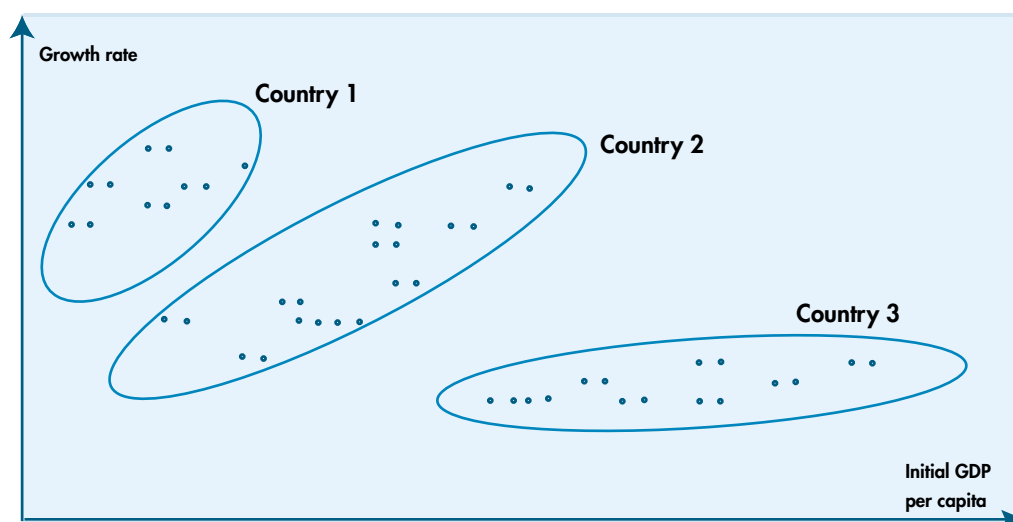 Growth rate
Country 1
Country 2
Country 3
Initial GDP
per capita